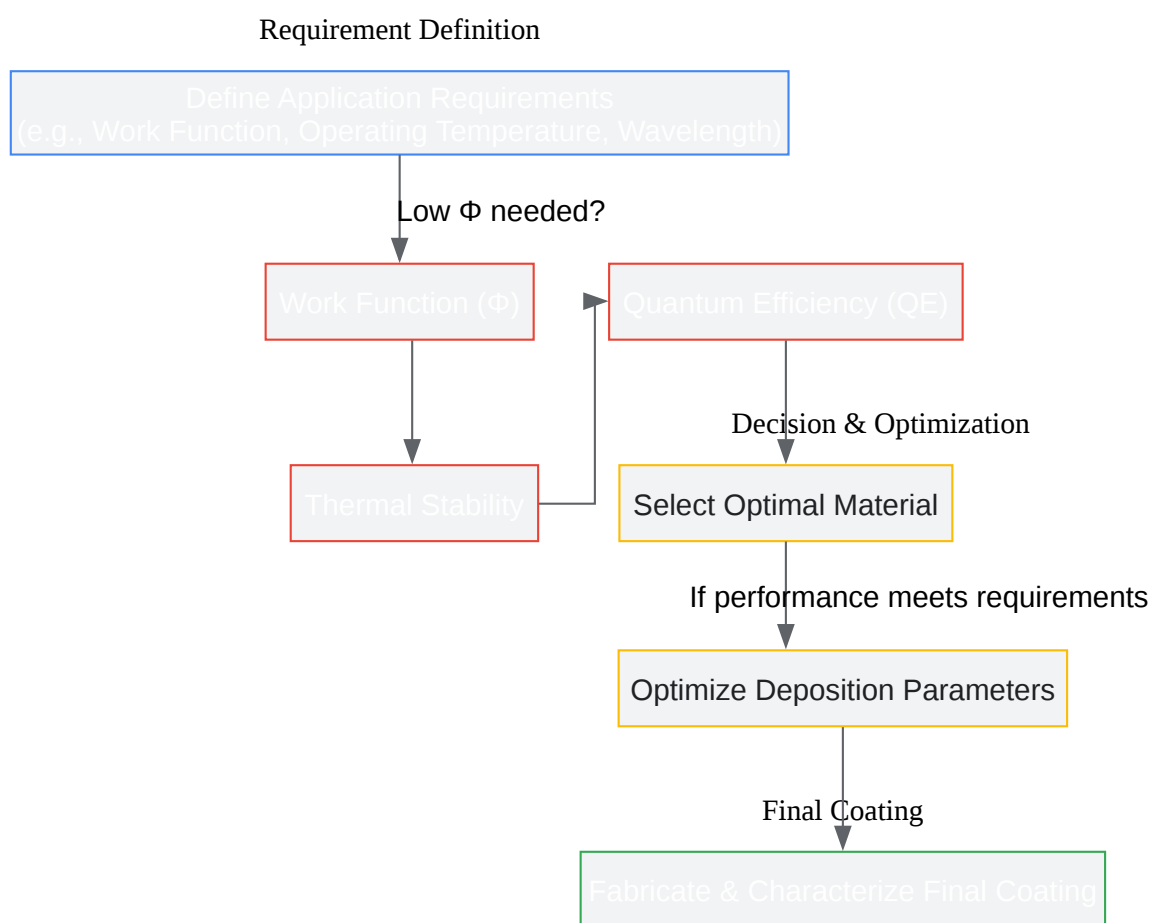 Requirement Definition
Define Application Requirements
(e.g., Work Function, Operating Temperature, Wavelength)
Low Φ needed?
Work Function (Φ)
Quantum Efficiency (QE)
Decision & Optimization
Thermal Stability
Select Optimal Material
If performance meets requirements
Optimize Deposition Parameters
Final Coating
Fabricate & Characterize Final Coating